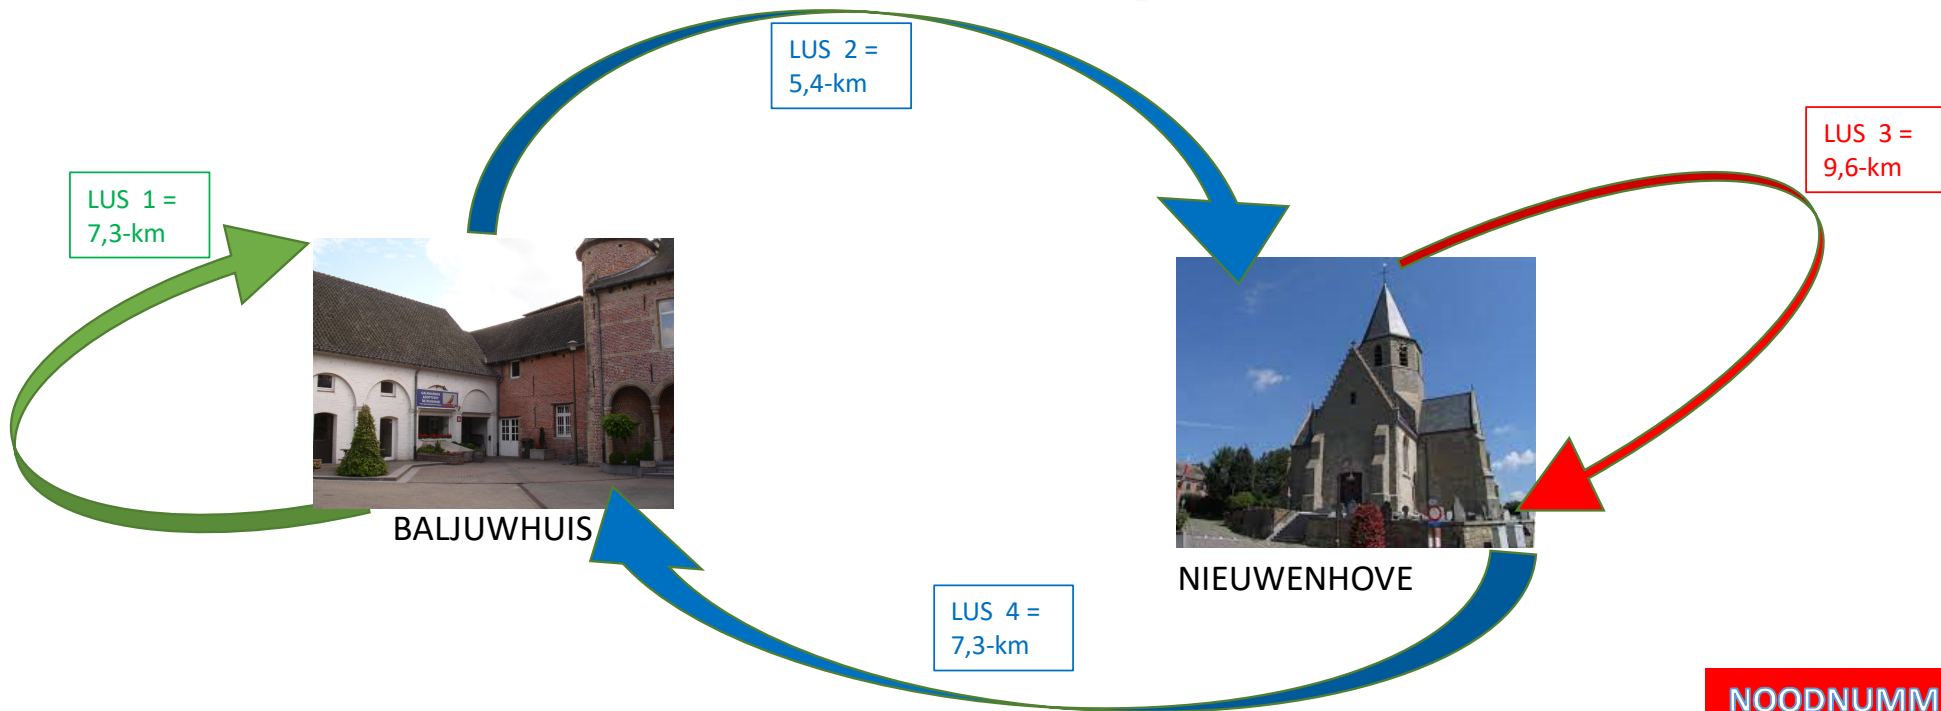 LUS 2 =
5,4-km
LUS 3 =
9,6-km
LUS 1 =
7,3-km
BALJUWHUIS
NIEUWENHOVE
LUS 4 =
7,3-km
NOODNUMM